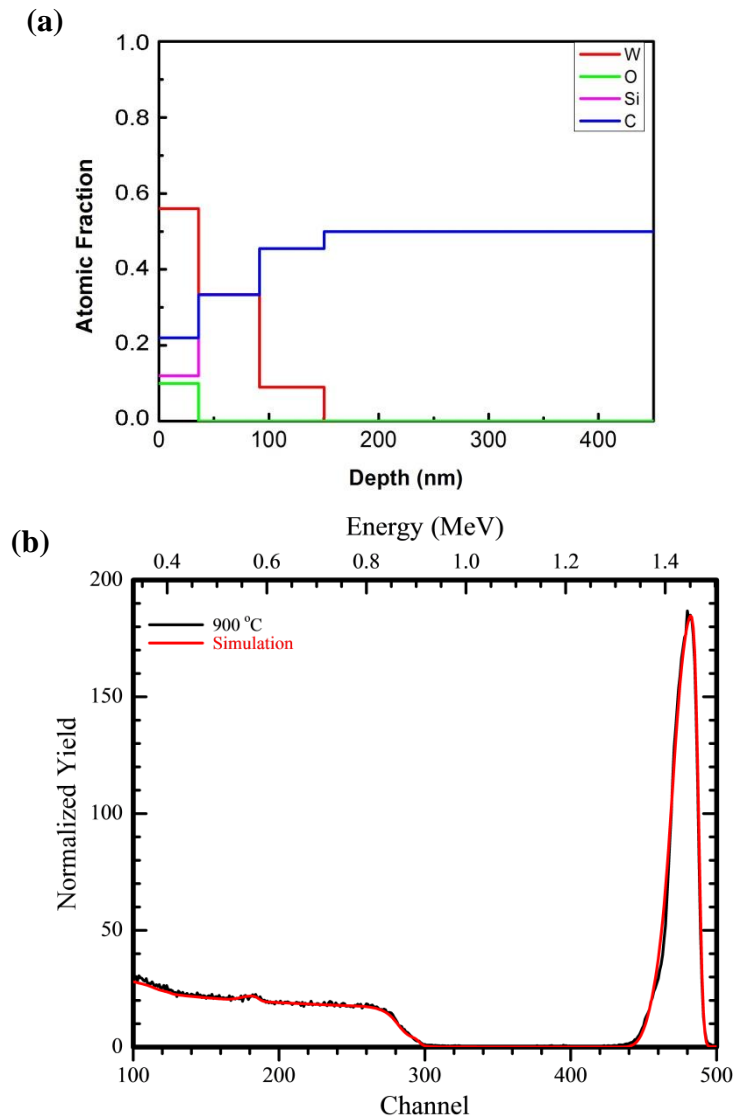 (a)
1.0
0.8
0.6
0.4
0.2
0.0
Atomic Fraction
W
O
Si
C
0 100 200 300 400
Depth (nm)
(b)
Energy (MeV)
0.4 0.6 0.8 1.0 1.2 1.4
200
150
100
50
0
Normalized Yield
900 °C
Simulation
100 200 300 400 500
Channel